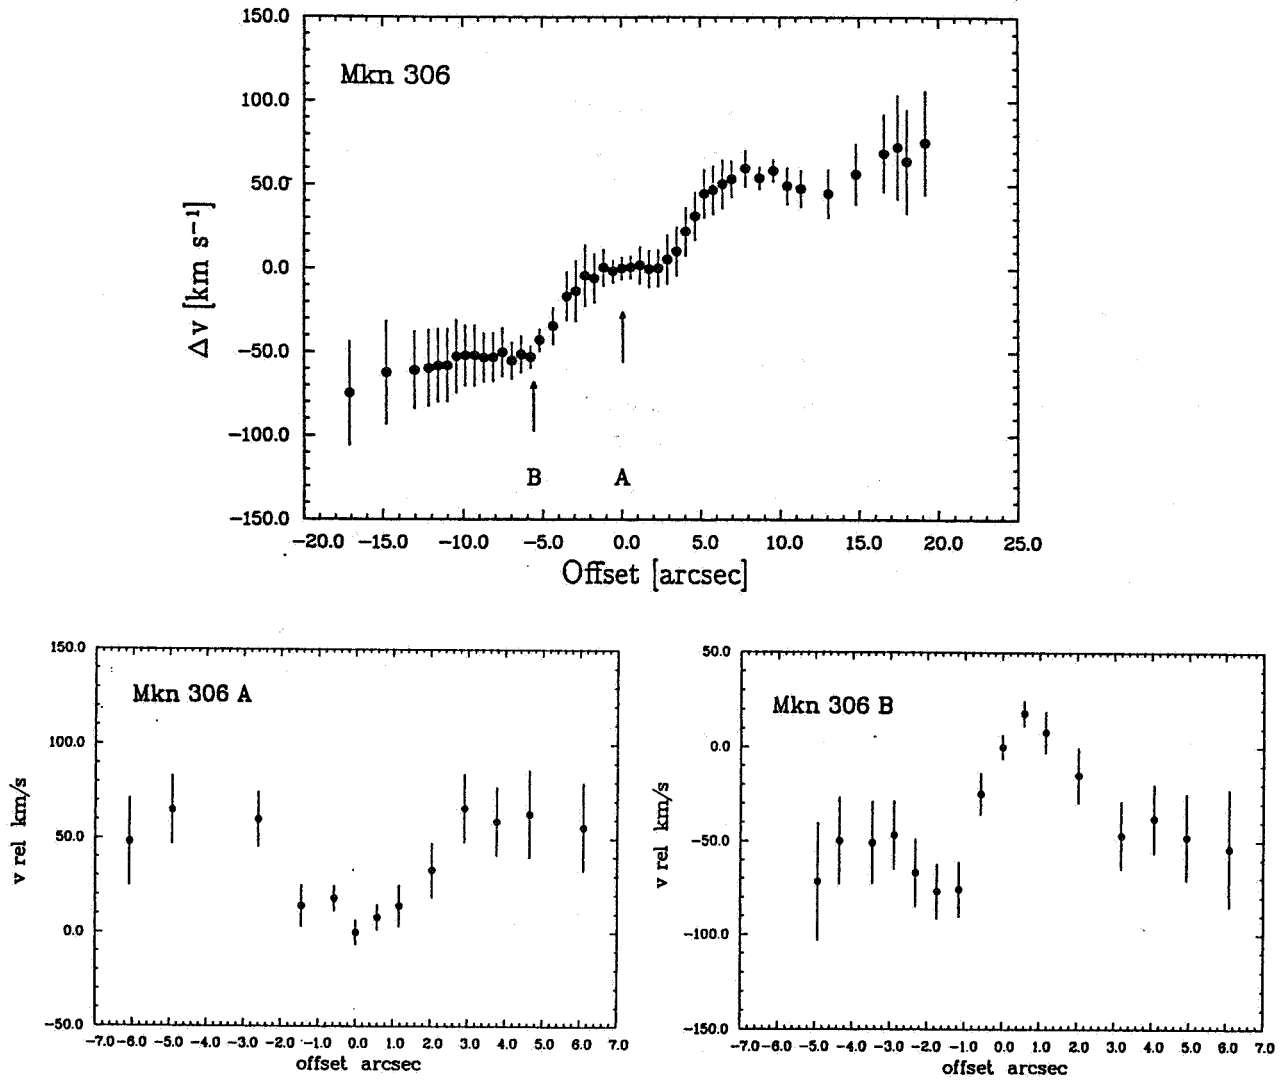 150.0
Mkn 306
100.0
50.0
0.0
−50.0
−100.0
−150.0
Δv [km s⁻¹]
B A
−20.0 −15.0 −10.0 −5.0 0.0 5.0 10.0 15.0 20.0 25.0
Offset [arcsec]
150.0
Mkn 306 A
100.0
50.0
0.0
−50.0
v rel km/s
−7.0 −6.0 −5.0 −4.0 −3.0 −2.0 −1.0 0.0 1.0 2.0 3.0 4.0 5.0 6.0 7.0
offset arcsec
50.0
Mkn 306 B
0.0
−50.0
−100.0
−150.0
v rel km/s
−7.0 −6.0 −5.0 −4.0 −3.0 −2.0 −1.0 0.0 1.0 2.0 3.0 4.0 5.0 6.0 7.0
offset arcsec